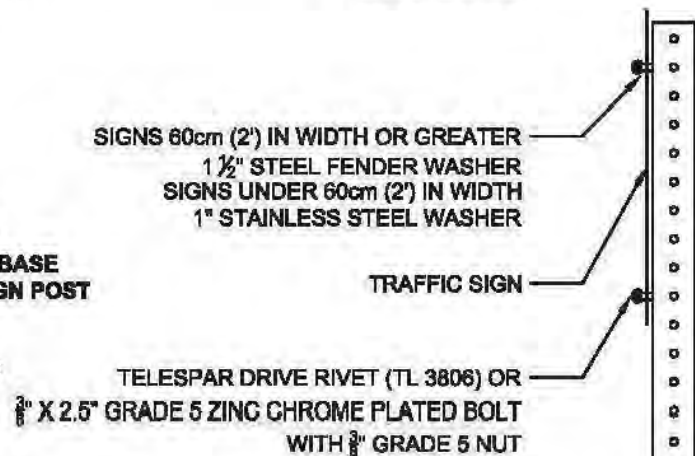 SIGNS 60cm (2') IN WIDTH OR GREATER
1 ½" STEEL FENDER WASHER
SIGNS UNDER 60cm (2') IN WIDTH
1" STAINLESS STEEL WASHER
BASE
GN POST
TRAFFIC SIGN
TELESPAR DRIVE RIVET (TL 3806) OR
⅜" X 2.5" GRADE 5 ZINC CHROME PLATED BOLT
WITH ⅜" GRADE 5 NUT